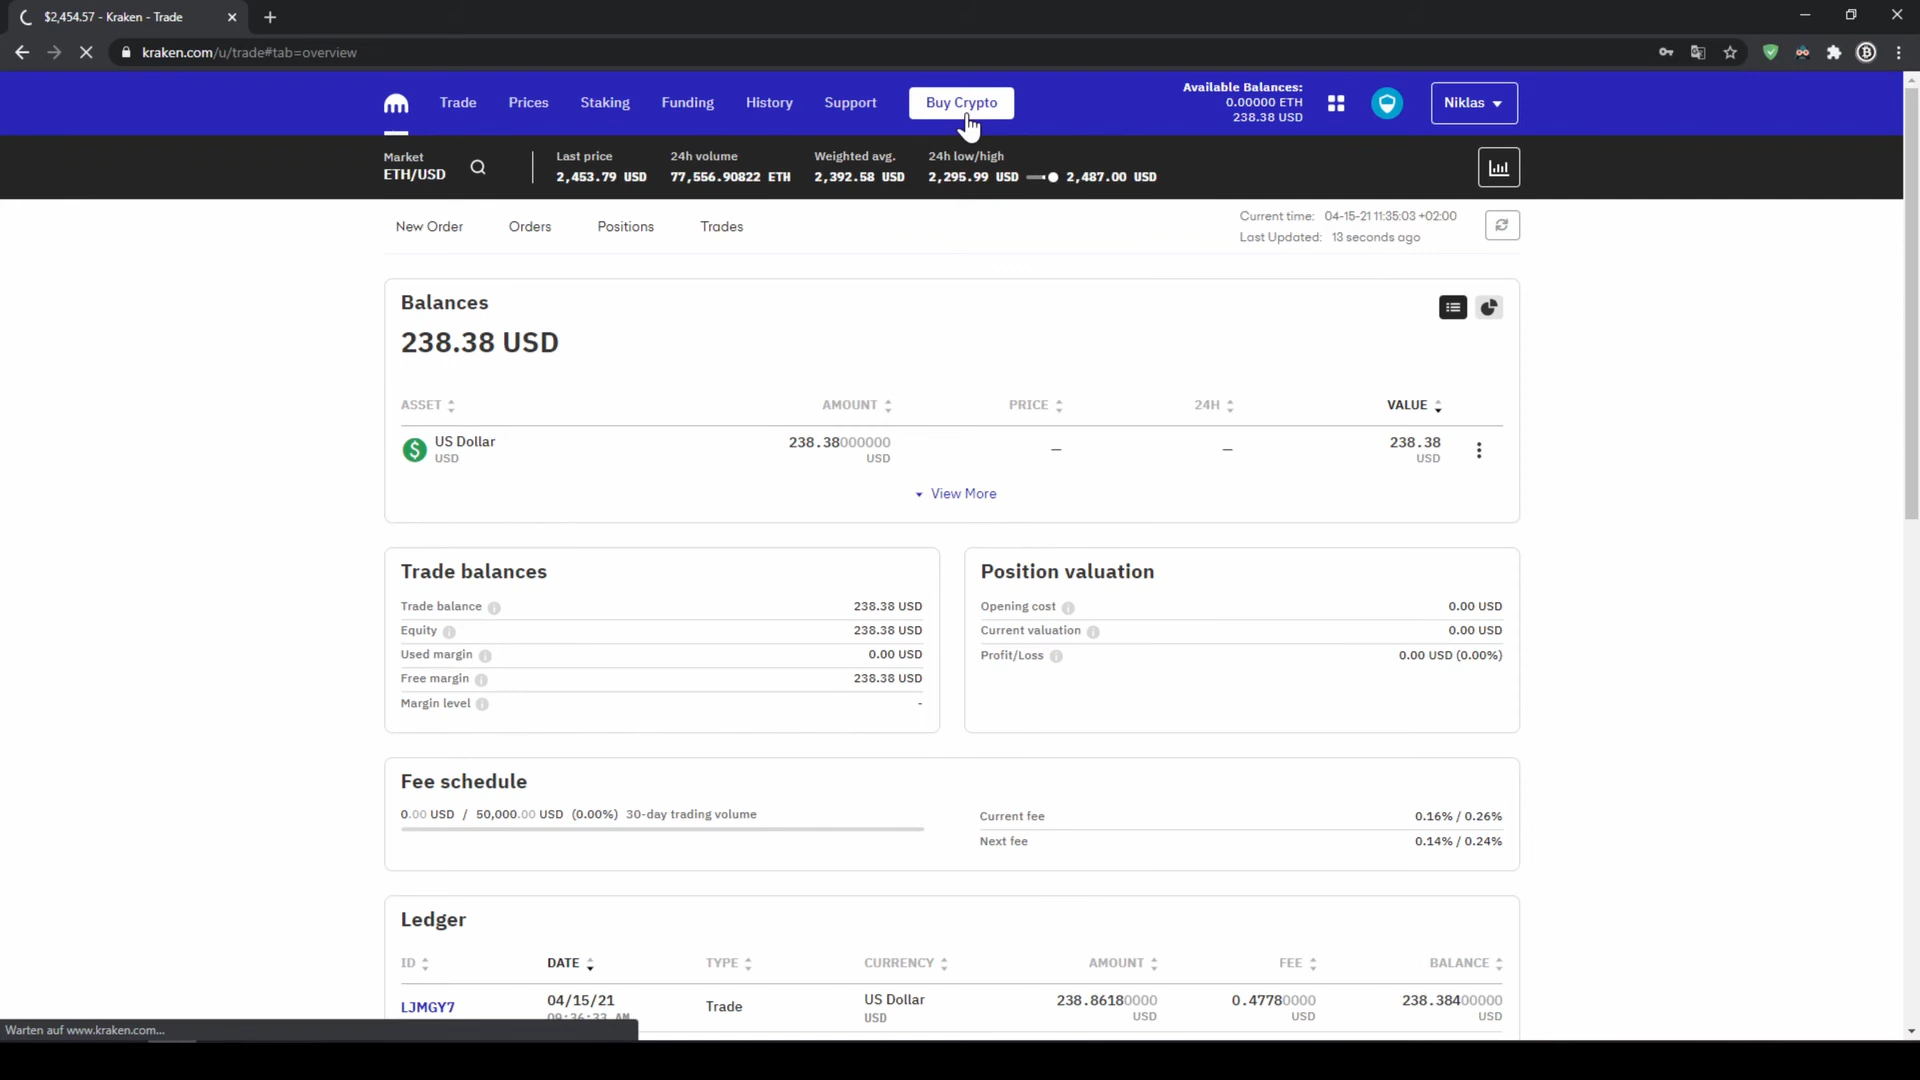 $2,454.57 - Kraken - Trade
kraken.com/u/trade#tab=overview
Trade Prices Staking Funding History Support Buy Crypto
Available Balances:
0.00000 ETH
238.38 USD
Niklas
Market
ETH/USD
Last price
2,453.79 USD
24h volume
77,556.90822 ETH
Weighted avg.
2,392.58 USD
24h low/high
2,295.99 USD 2,487.00 USD
New Order Orders Positions Trades
Current time: 04-15-21 11:35:03 +02:00
Last Updated: 13 seconds ago
Balances
238.38 USD
ASSET AMOUNT PRICE 24H VALUE
US Dollar 238.38000000 — — 238.38
USD USD USD
View More
Trade balances
Trade balance 238.38 USD
Equity 238.38 USD
Used margin 0.00 USD
Free margin 238.38 USD
Margin level -
Position valuation
Opening cost 0.00 USD
Current valuation 0.00 USD
Profit/Loss 0.00 USD (0.00%)
Fee schedule
0.00 USD / 50,000.00 USD (0.00%) 30-day trading volume
Current fee 0.16% / 0.26%
Next fee 0.14% / 0.24%
Ledger
ID DATE TYPE CURRENCY AMOUNT FEE BALANCE
LJMGY7 04/15/21 Trade US Dollar 238.86180000 0.47780000 238.38400000
09:36:33 AM USD USD USD USD
Warten auf www.kraken.com...